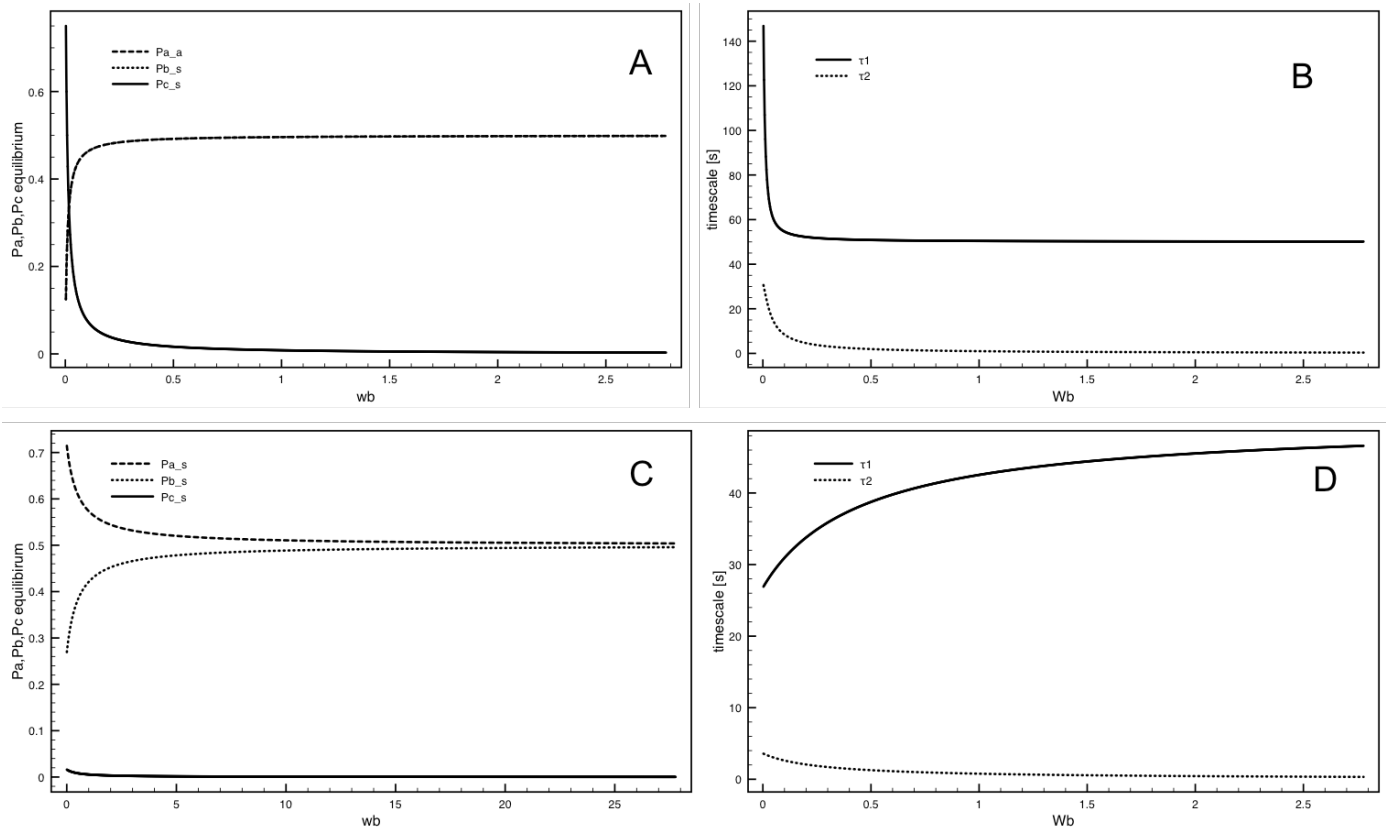 A
Pa_a
Pb_s
Pc_s
Pa,Pb,Pc equilibrium
0.6
0.4
0.2
0
0 0.5 1 1.5 2 2.5
wb
B
τ1
τ2
timescale [s]
140
120
100
80
60
40
20
0
0 0.5 1 1.5 2 2.5
Wb
C
Pa_s
Pb_s
Pc_s
Pa,Pb,Pc equilibirum
0.7
0.6
0.5
0.4
0.3
0.2
0.1
0
0 5 10 15 20 25
wb
D
τ1
τ2
timescale [s]
40
30
20
10
0
0 0.5 1 1.5 2 2.5
Wb